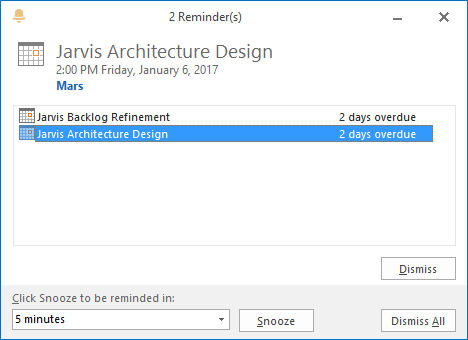 2 Reminder(s)
Jarvis Architecture Design
2:00 PM Friday, January 6, 2017
Mars
Jarvis Backlog Refinement 2 days overdue
Jarvis Architecture Design 2 days overdue
Dismiss
Click Snooze to be reminded in:
5 minutes Snooze Dismiss All